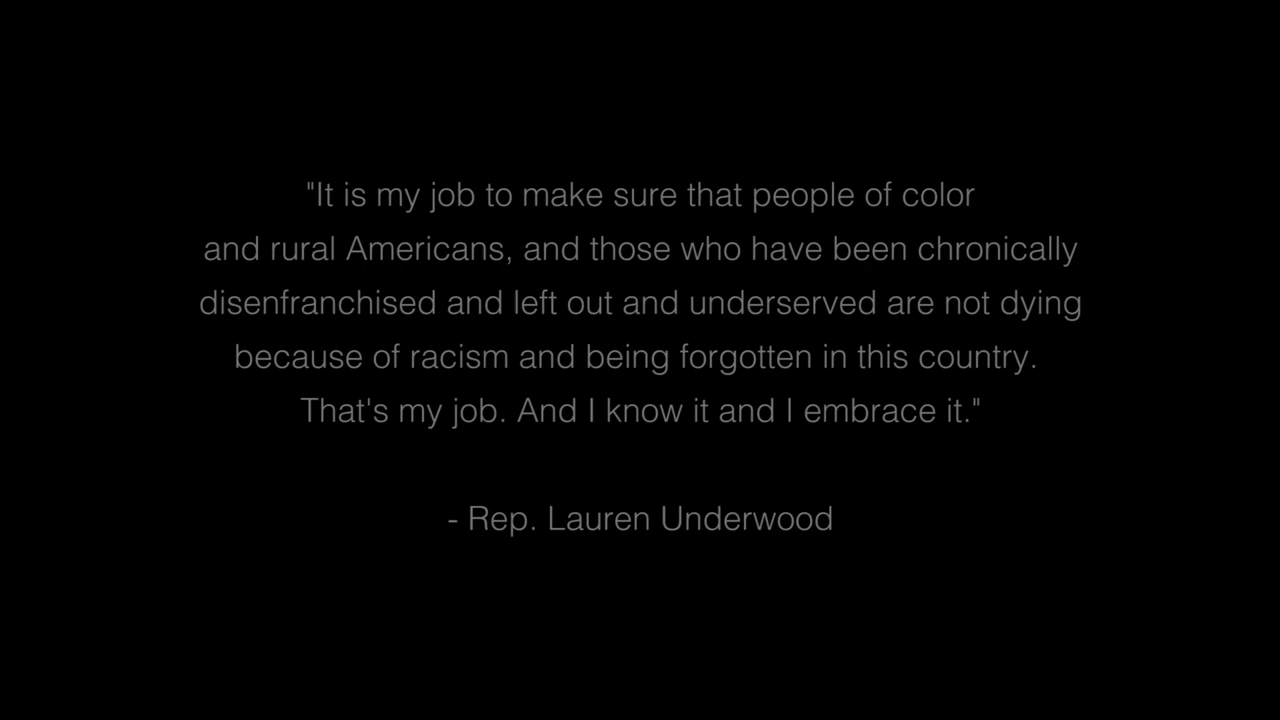 "It is my job to make sure that people of color
and rural Americans, and those who have been chronically
disenfranchised and left out and underserved are not dying
because of racism and being forgotten in this country.
That's my job. And I know it and I embrace it."
- Rep. Lauren Underwood